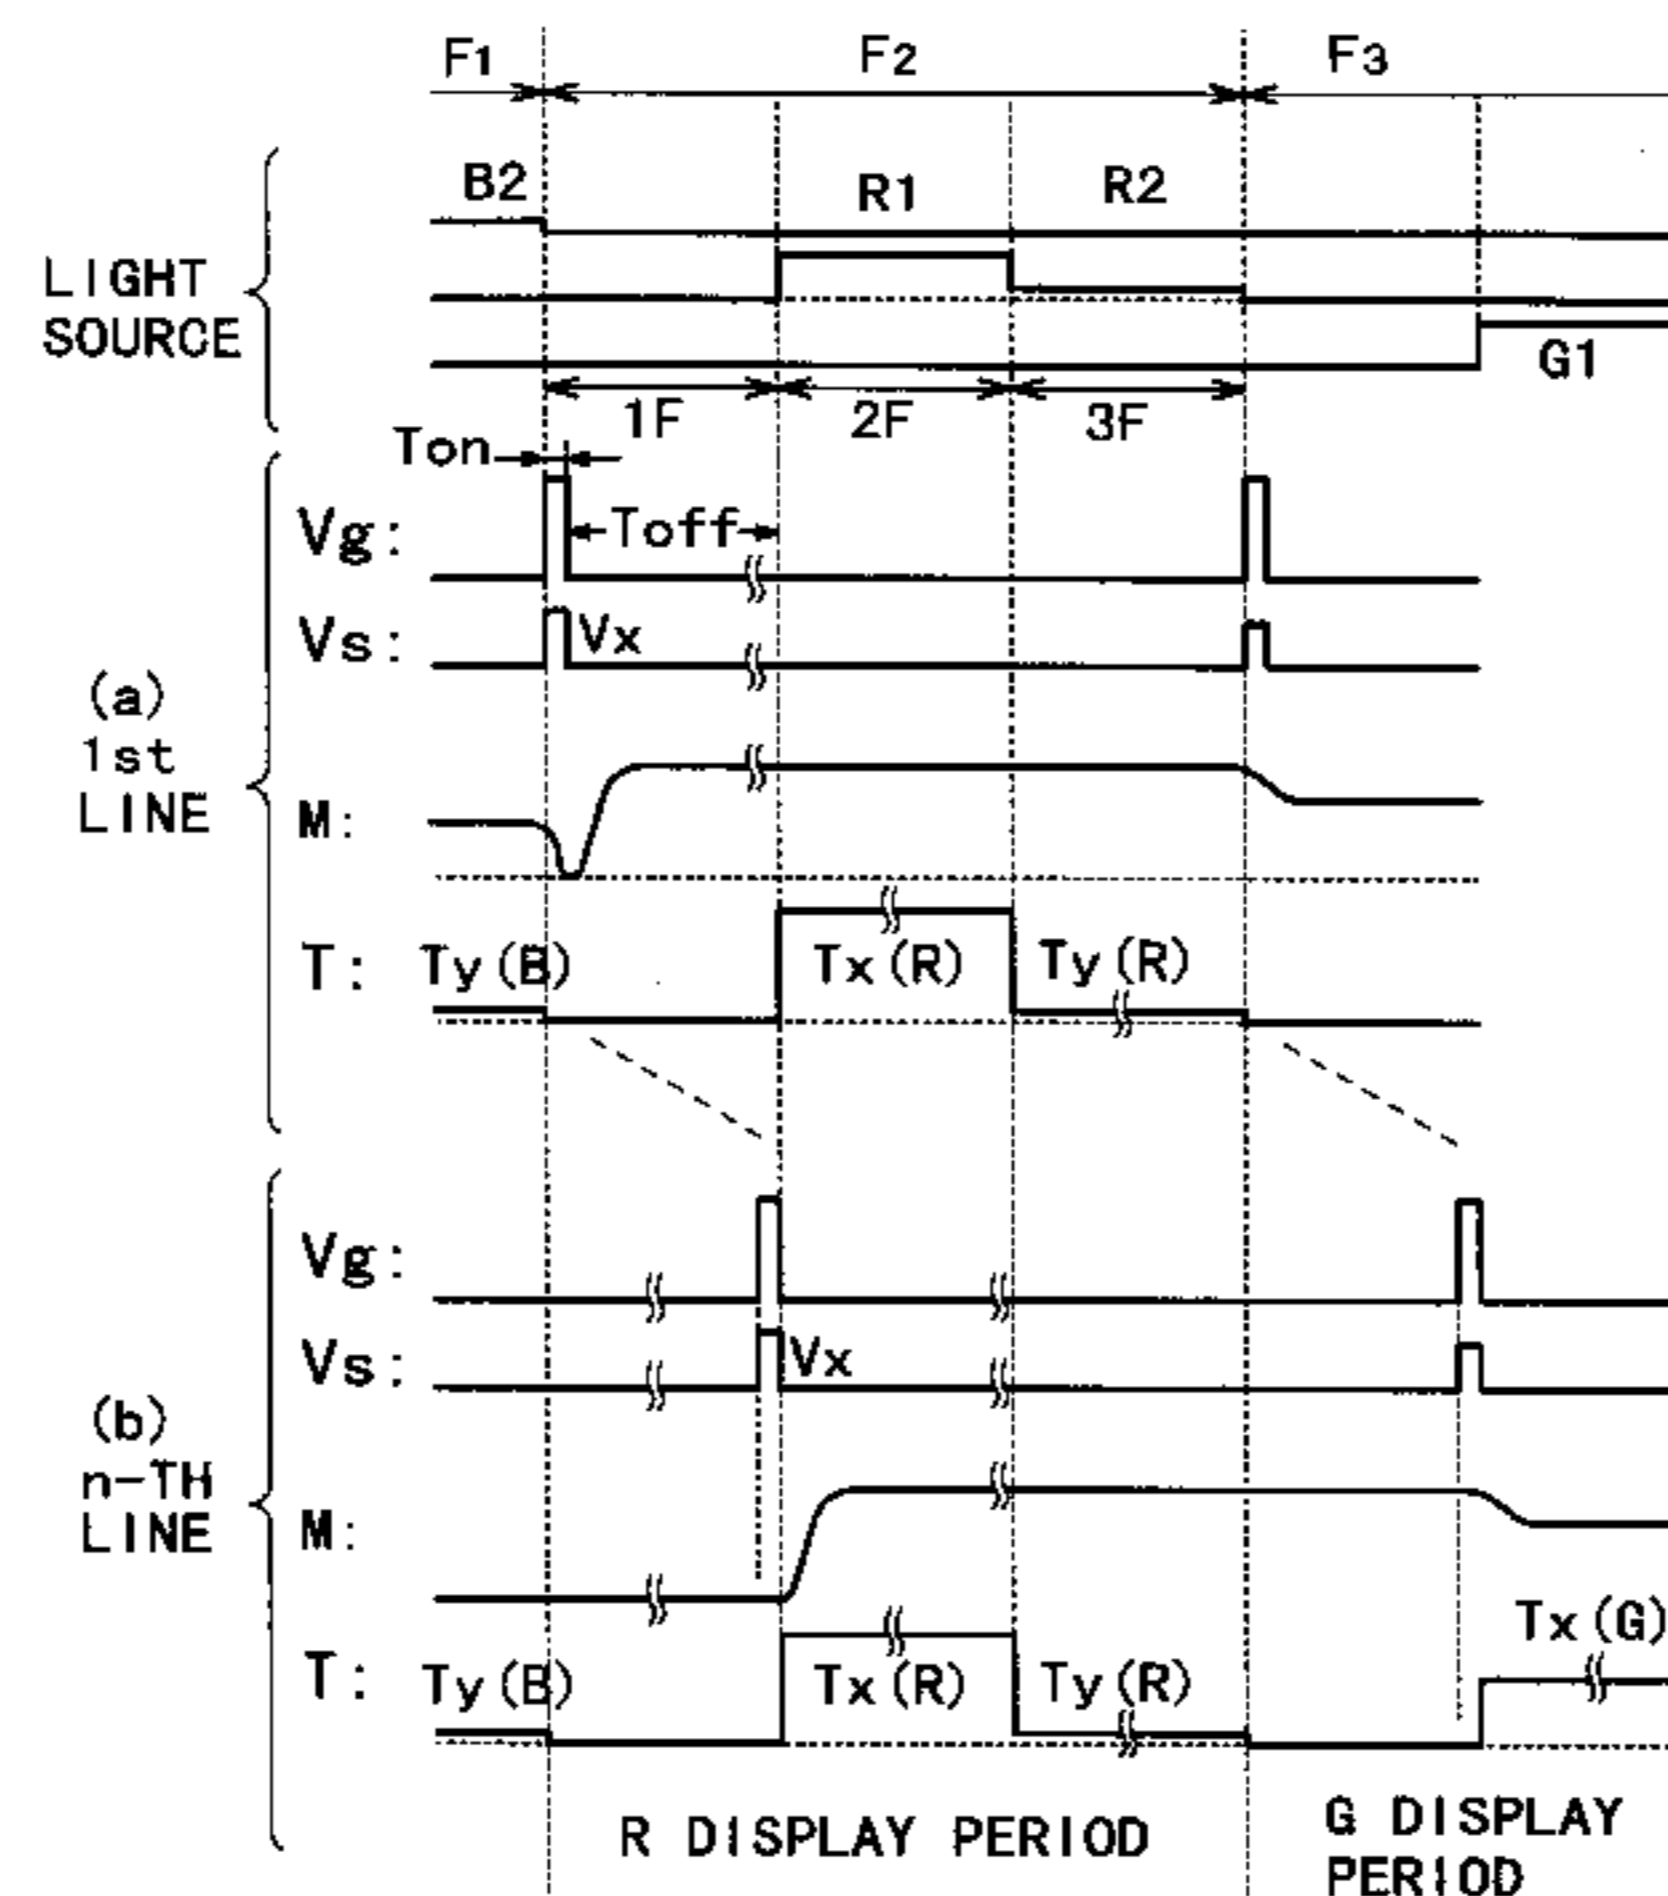 F1 F2 F3
B2 R1 R2
LIGHT
SOURCE
G1
1F 2F 3F
Ton
Vg: Toff
Vs: Vx
(a)
1st
LINE
M:
T: Ty(B) Tx(R) Ty(R)
Vg:
Vs: Vx
(b)
n-TH
LINE
M:
Tx(G)
T: Ty(B) Tx(R) Ty(R)
R DISPLAY PERIOD
G DISPLAY
PERIOD